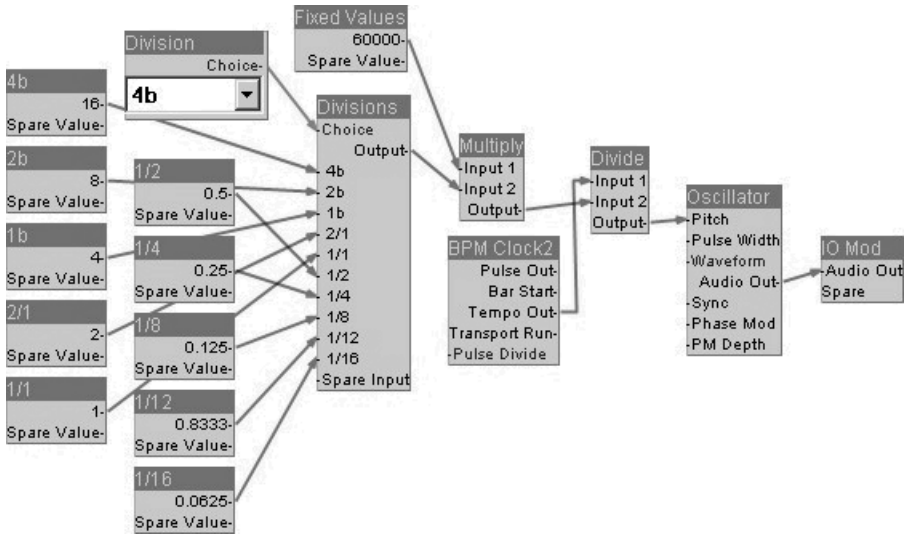 Fixed Values
60000-
Spare Value-
Division
Choice-
4b
4b
16-
Spare Value-
2b
8-
Spare Value-
1b
4-
Spare Value-
2/1
2-
Spare Value-
1/1
1-
Spare Value-
1/2
0.5-
Spare Value-
1/4
0.25-
Spare Value-
1/8
0.125-
Spare Value-
1/12
0.8333-
Spare Value-
1/16
0.0625-
Spare Value-
Divisions
-Choice
Output-
- 4b
- 2b
- 1b
- 2/1
- 1/1
- 1/2
- 1/4
- 1/8
- 1/12
- 1/16
-Spare Input
Multiply
-Input 1
-Input 2
Output-
BPM Clock2
Pulse Out-
Bar Start-
Tempo Out-
Transport Run-
-Pulse Divide
Divide
-Input 1
-Input 2
Output-
Oscillator
-Pitch
-Pulse Width
-Waveform
Audio Out-
-Sync
-Phase Mod
-PM Depth
IO Mod
-Audio Out
Spare